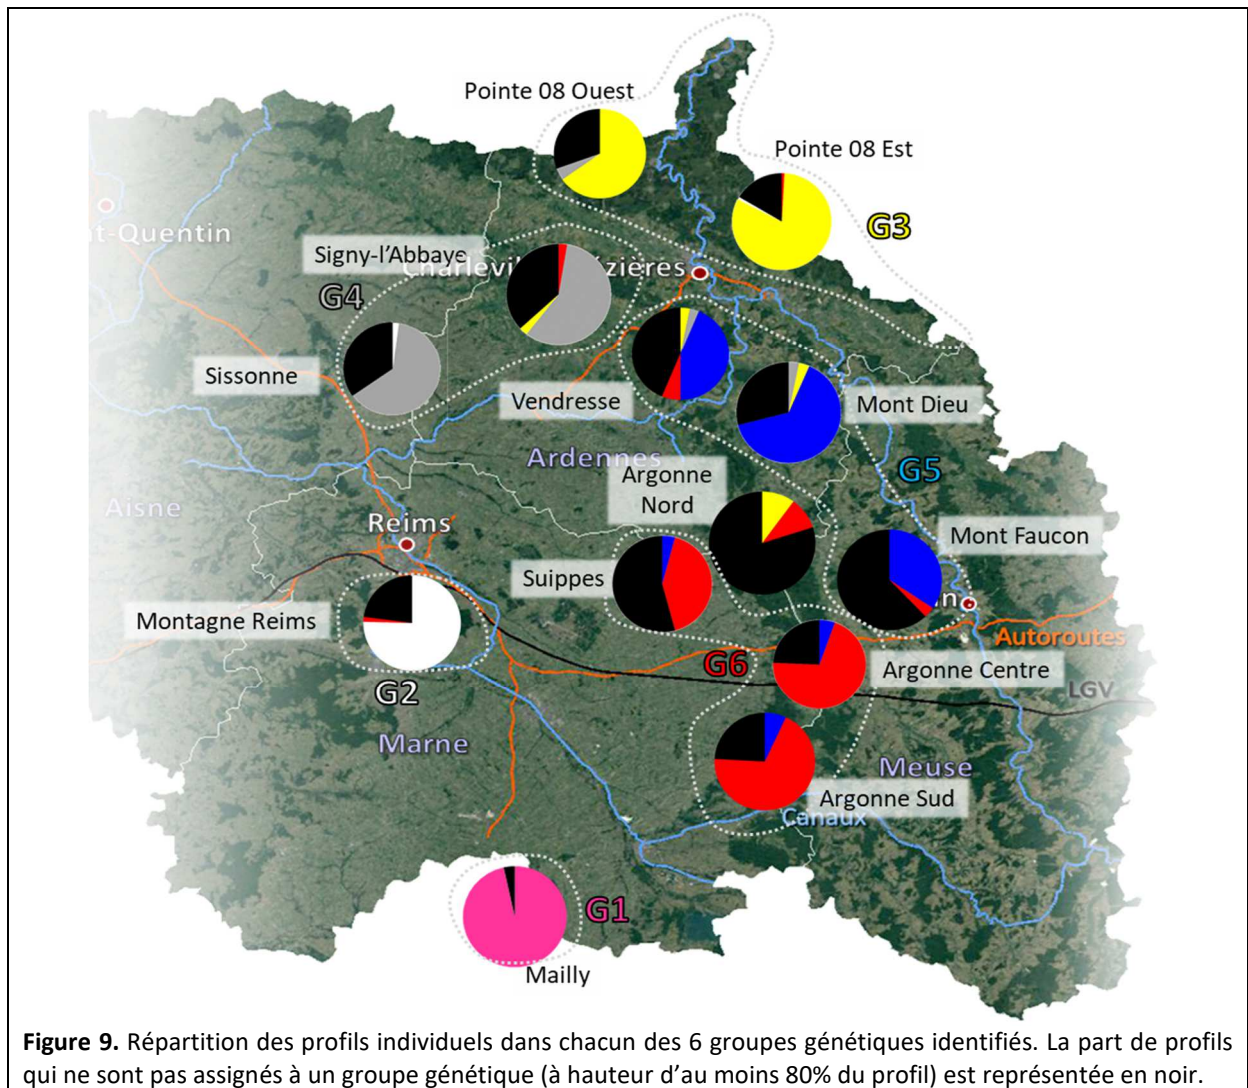 Pointe 08 Ouest
Pointe 08 Est
G3
t-Quentin
Signy-l'Abbaye
zières
G4
Sissonne
Vendresse
Mont Dieu
Ardennes
G5
Argonne
Nord
Aisne
Reims
Mont Faucon
Suippes
Montagne Reims
Autoroutes
G6
Argonne Centre
G2
LGV
Marne
Meuse
Argonne Sud
Canaux
G1
Mailly
Figure 9. Répartition des profils individuels dans chacun des 6 groupes génétiques identifiés. La part de profils
qui ne sont pas assignés à un groupe génétique (à hauteur d'au moins 80% du profil) est représentée en noir.